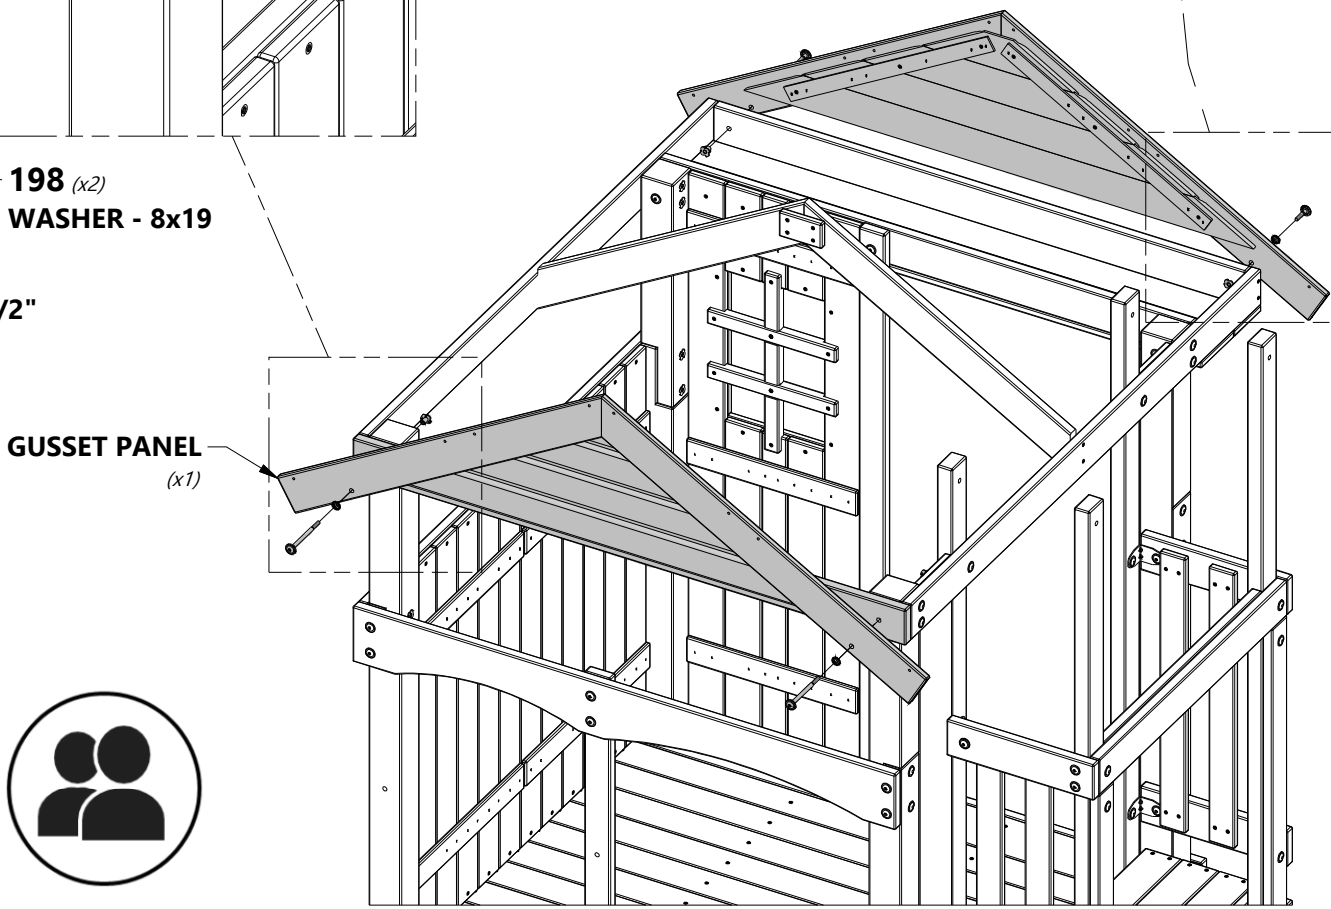 198 (x2)
WASHER - 8x19
/2"
GUSSET PANEL
(x1)